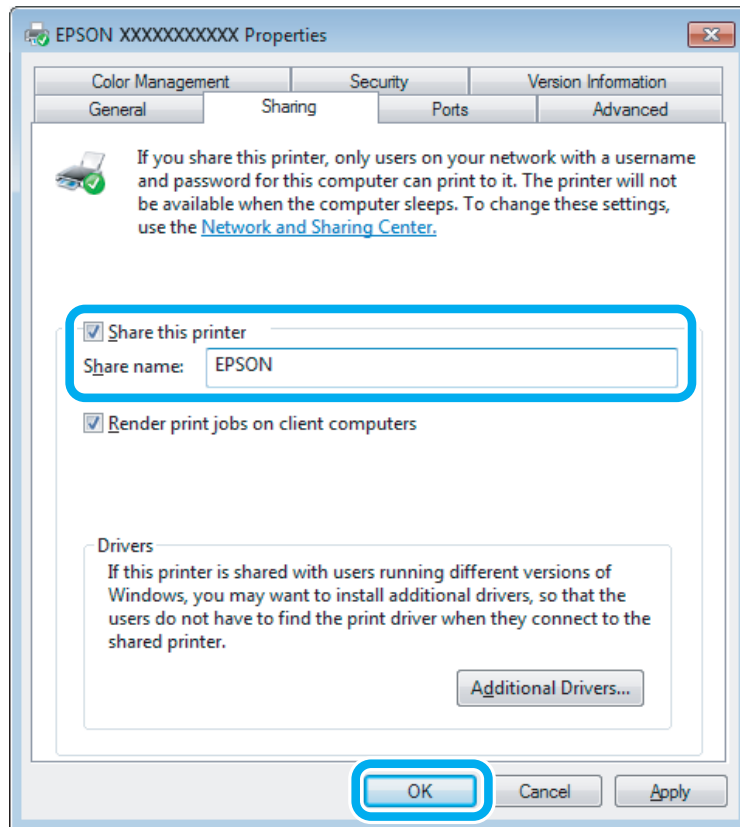 EPSON XXXXXXXXXXX Properties
Color Management Security Version Information
General Sharing Ports Advanced
If you share this printer, only users on your network with a username
and password for this computer can print to it. The printer will not
be available when the computer sleeps. To change these settings,
use the Network and Sharing Center.
Share this printer
Share name: EPSON
Render print jobs on client computers
Drivers
If this printer is shared with users running different versions of
Windows, you may want to install additional drivers, so that the
users do not have to find the print driver when they connect to the
shared printer.
Additional Drivers...
OK Cancel Apply